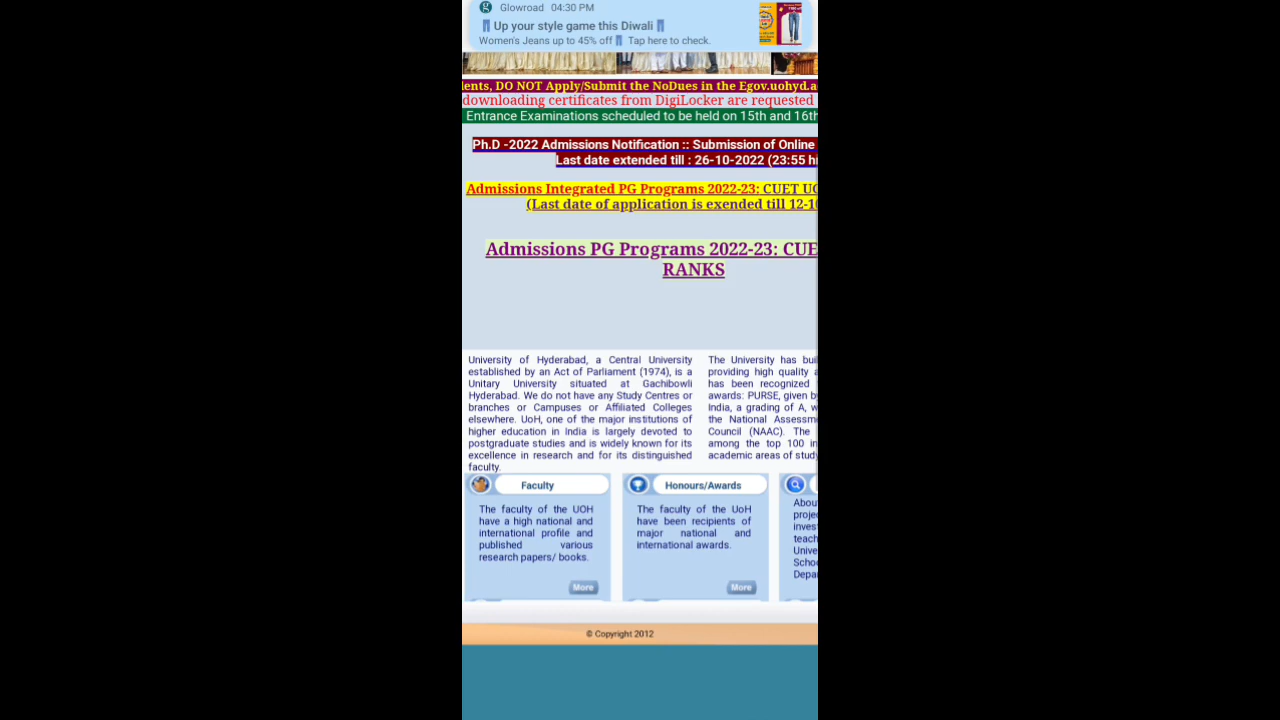 Glowroad 04:30 PM
👖Up your style game this Diwali👖
Women's Jeans up to 45% off👖 Tap here to check.
dents, DO NOT Apply/Submit the NoDues in the Egov.uohyd.a
downloading certificates from DigiLocker are requested
Entrance Examinations scheduled to be held on 15th and 16th
Ph.D -2022 Admissions Notification :: Submission of Online
Last date extended till : 26-10-2022 (23:55 h
Admissions Integrated PG Programs 2022-23: CUET U
(Last date of application is exended till 12-1
Admissions PG Programs 2022-23: CUE
RANKS
University of Hyderabad, a Central University
established by an Act of Parliament (1974), is a
Unitary University situated at Gachibowli
Hyderabad. We do not have any Study Centres or
branches or Campuses or Affiliated Colleges
elsewhere. UoH, one of the major institutions of
higher education in India is largely devoted to
postgraduate studies and is widely known for its
excellence in research and for its distinguished
faculty.
The University has bui
providing high quality a
has been recognized
awards: PURSE, given by
India, a grading of A, w
the National Assessm
Council (NAAC). The
among the top 100 in
academic areas of study
Faculty
The faculty of the UOH
have a high national and
international profile and
published various
research papers/ books.
More
Honours/Awards
The faculty of the UoH
have been recipients of
major national and
international awards.
More
Abou
proje
inves
teach
Unive
Scho
Depa
© Copyright 2012